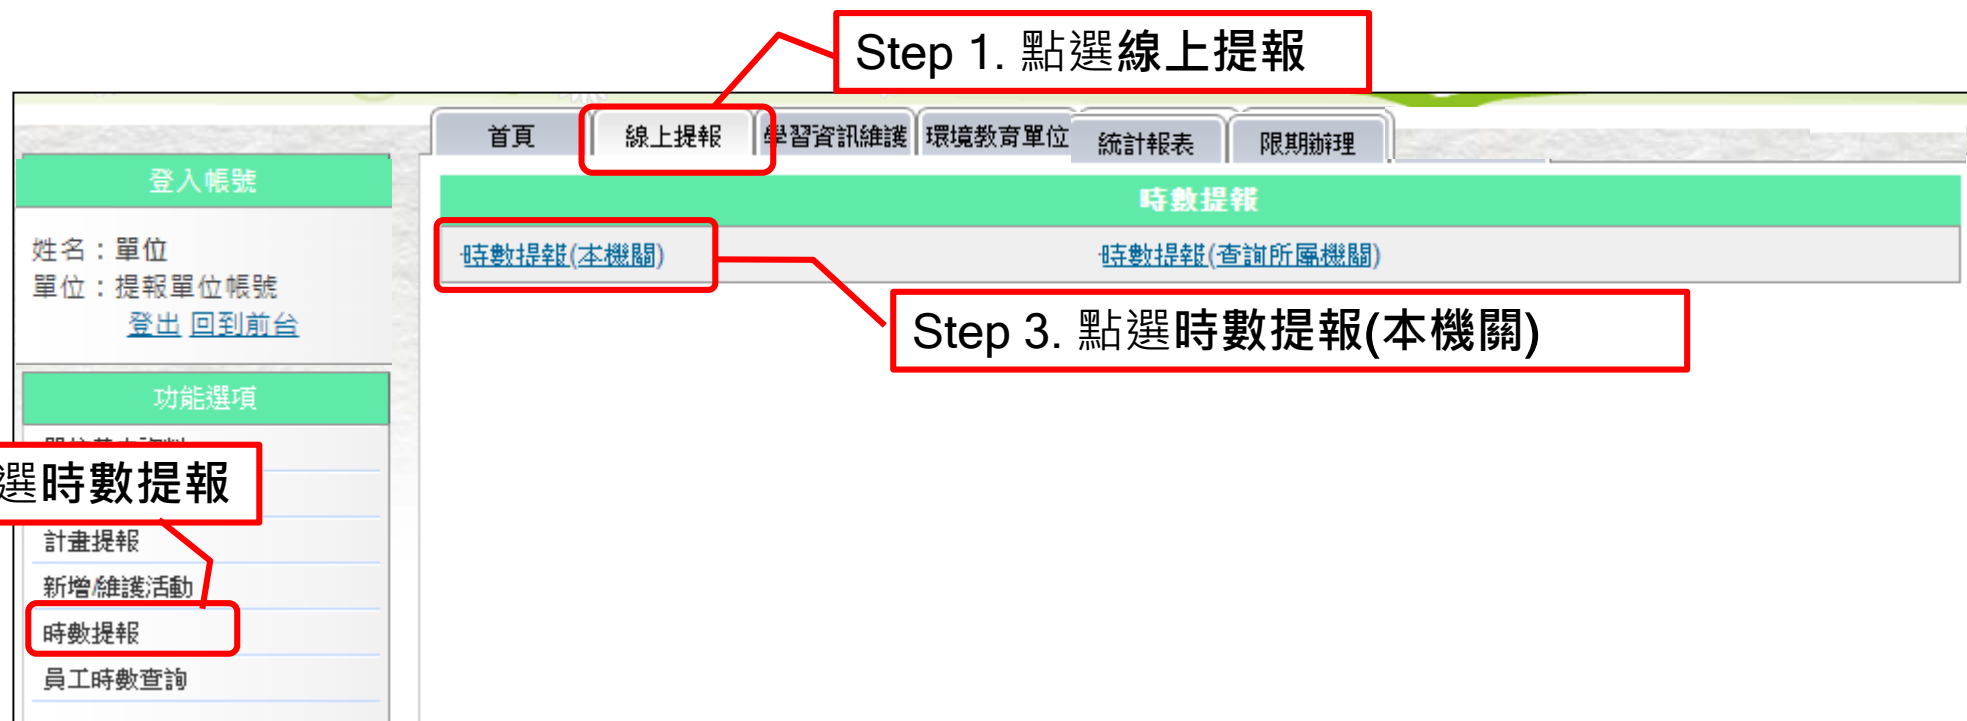 Step 1. 點選線上提報
首頁 線上提報 學習資訊維護 環境教育單位 統計報表 限期辦理
登入帳號
時數提報
姓名：單位
單位：提報單位帳號
登出 回到前台
·時數提報(本機關) ·時數提報(查詢所屬機關)
Step 3. 點選時數提報(本機關)
功能選項
選時數提報
計畫提報
新增/維護活動
時數提報
員工時數查詢